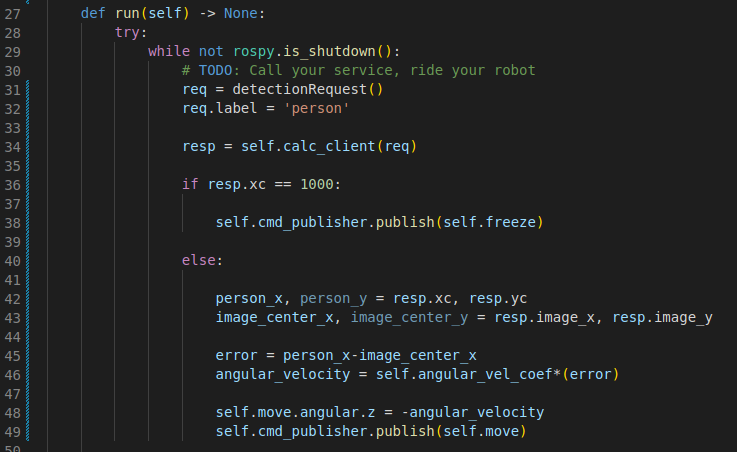 27 def run(self) -> None:
28 try:
29 while not rospy.is_shutdown():
30 # TODO: Call your service, ride your robot
31 req = detectionRequest()
32 req.label = 'person'
33
34 resp = self.calc_client(req)
35
36 if resp.xc == 1000:
37
38 self.cmd_publisher.publish(self.freeze)
39
40 else:
41
42 person_x, person_y = resp.xc, resp.yc
43 image_center_x, image_center_y = resp.image_x, resp.image_y
44
45 error = person_x-image_center_x
46 angular_velocity = self.angular_vel_coef*(error)
47
48 self.move.angular.z = -angular_velocity
49 self.cmd_publisher.publish(self.move)
50